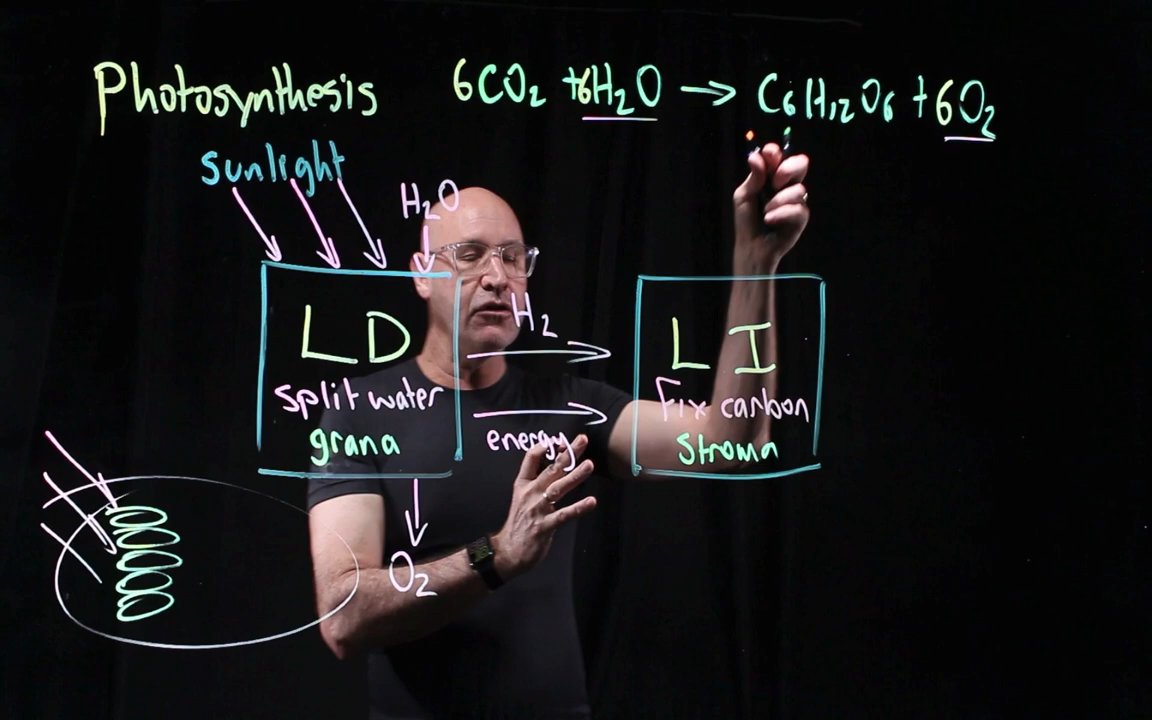 Photosynthesis
6CO₂ + 6H₂O → C₆H₁₂O₆ + 6O₂
sunlight
H₂O
LD
split water
grana
H₂
energy
LI
Fix carbon
Stroma
O₂